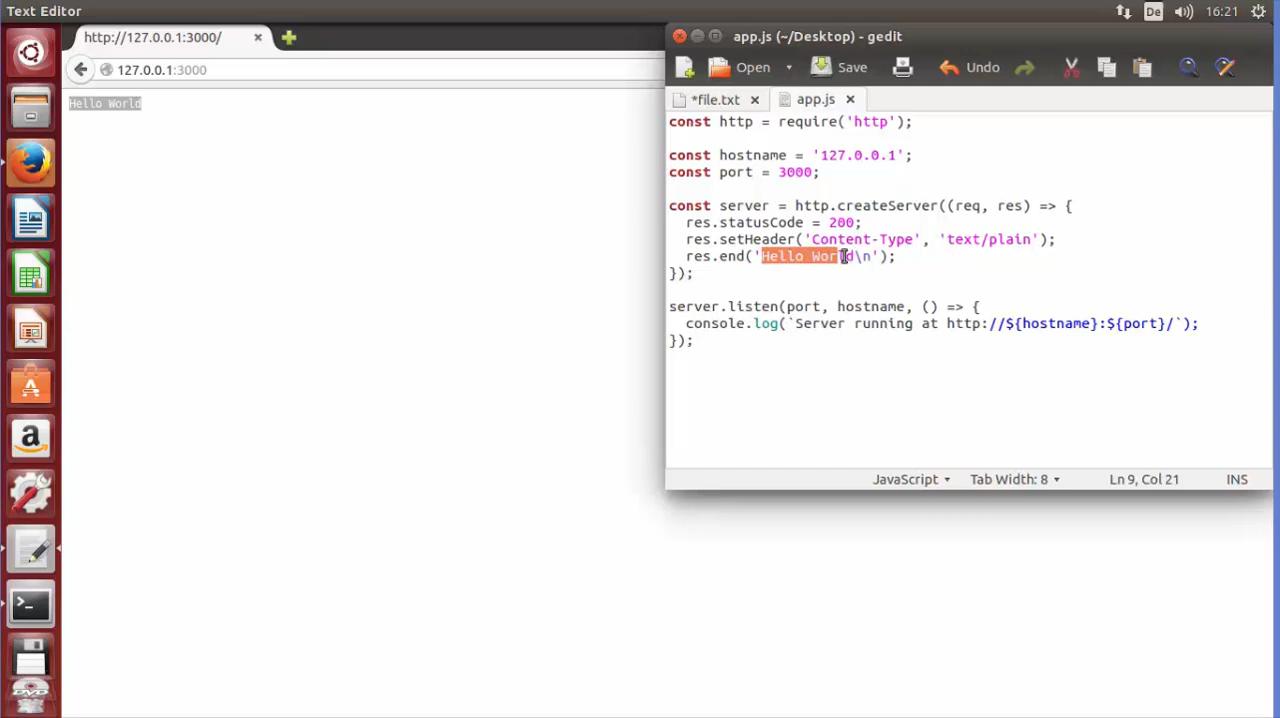 Text Editor
De 16:21
http://127.0.0.1:3000/
127.0.0.1:3000
Hello World
app.js (~/Desktop) - gedit
Open Save Undo
*file.txt app.js
const http = require('http');
const hostname = '127.0.0.1';
const port = 3000;
const server = http.createServer((req, res) => {
res.statusCode = 200;
res.setHeader('Content-Type', 'text/plain');
res.end('Hello World\n');
});
server.listen(port, hostname, () => {
console.log(`Server running at http://${hostname}:${port}/`);
});
JavaScript Tab Width: 8 Ln 9, Col 21 INS